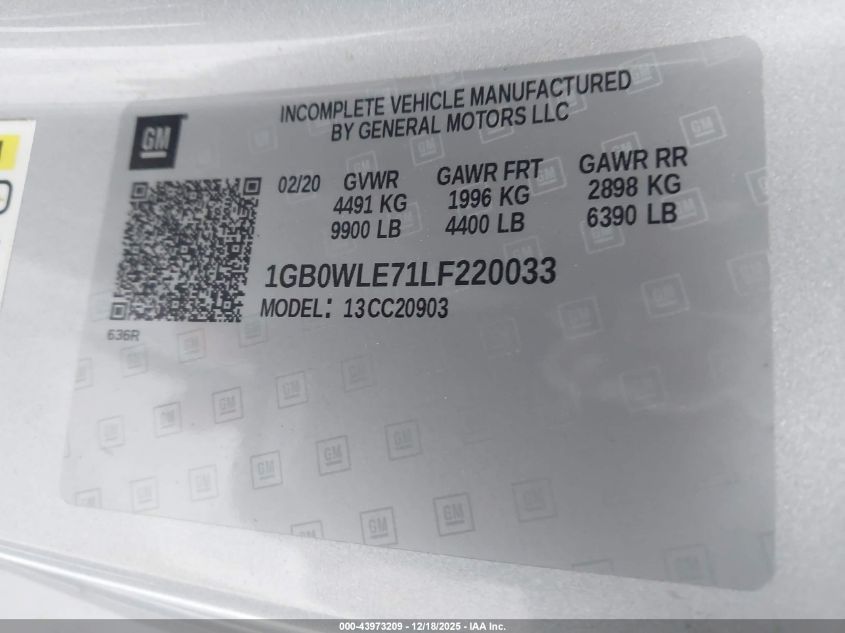 GM
INCOMPLETE VEHICLE MANUFACTURED
BY GENERAL MOTORS LLC
02/20 GVWR GAWR FRT GAWR RR
4491 KG 1996 KG 2898 KG
9900 LB 4400 LB 6390 LB
1GB0WLE71LF220033
MODEL: 13CC20903
636R
000-43973209 - 12/18/2025 - IAA Inc.